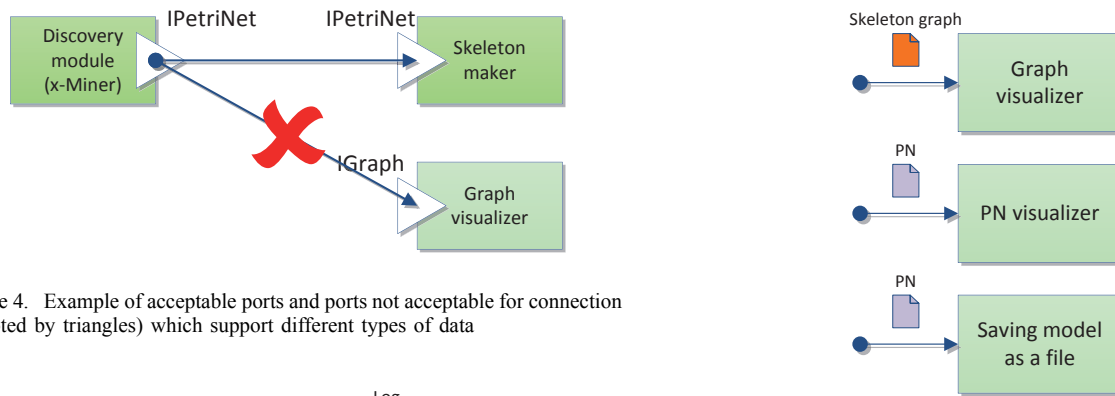 IPetriNet
IPetriNet
Discovery
module
(x-Miner)
Skeleton
maker
IGraph
Graph
visualizer
e 4. Example of acceptable ports and ports not acceptable for connection
ted by triangles) which support different types of data
Skeleton graph
Graph
visualizer
PN
PN visualizer
PN
Saving model
as a file